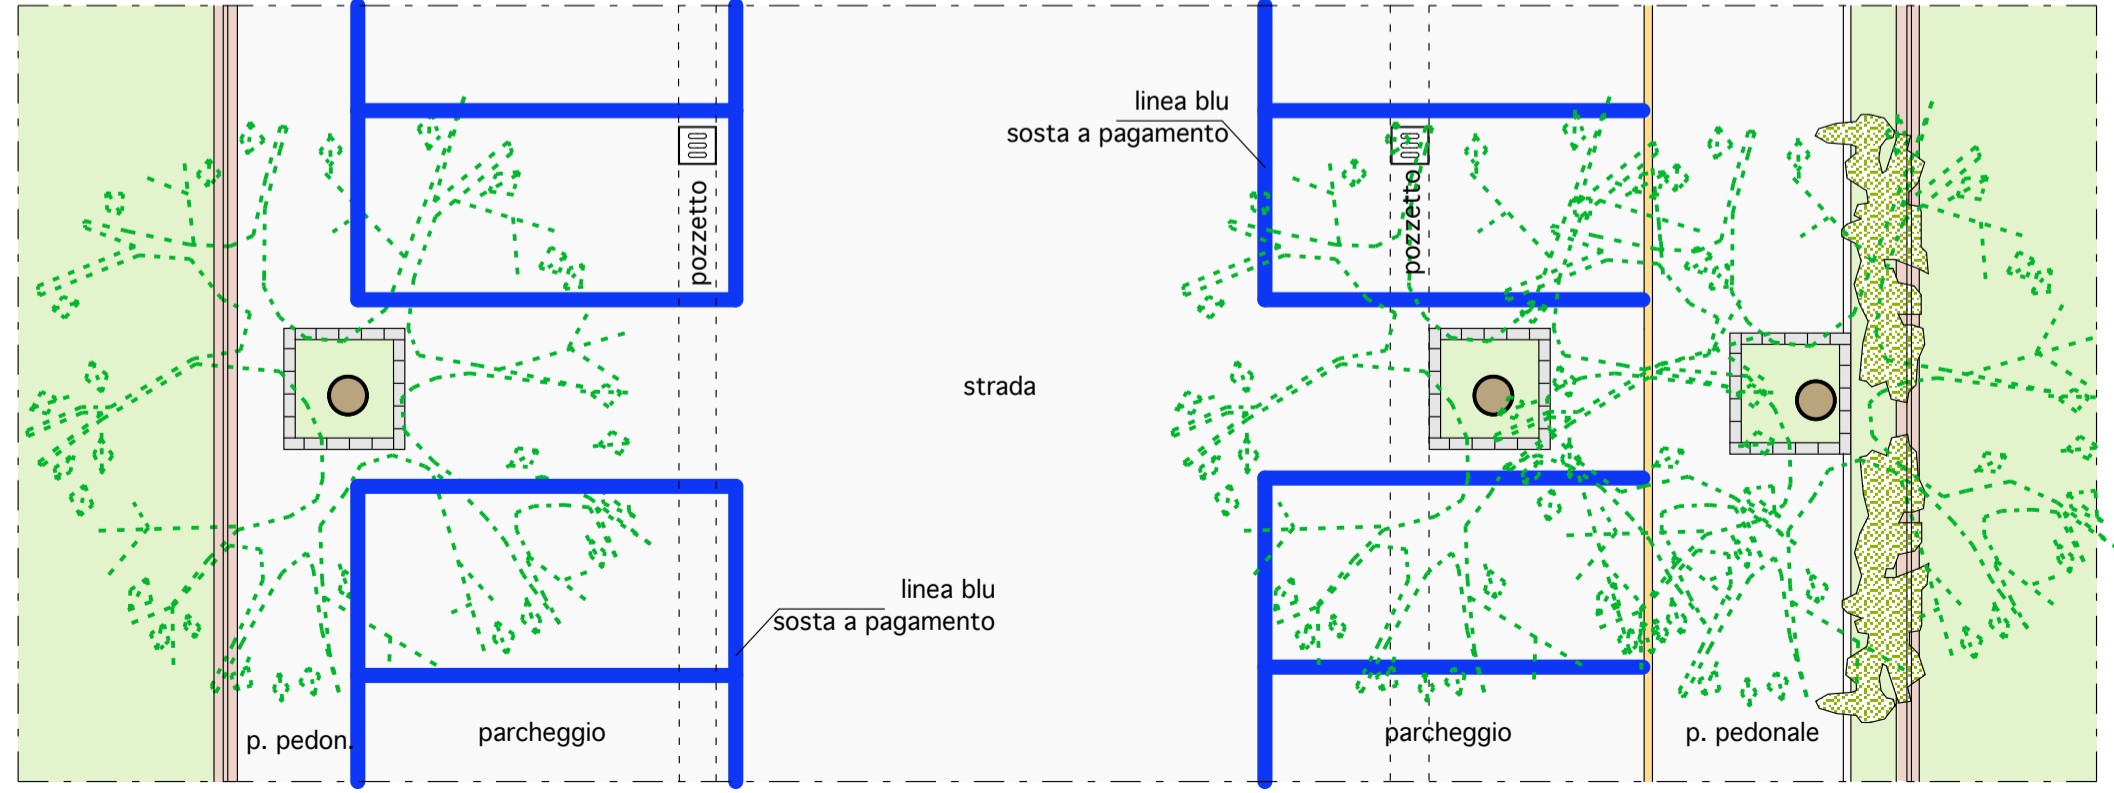 linea blu
sosta a pagamento
pozzetto
pozzetto
strada
linea blu
sosta a pagamento
p. pedon.
parcheggio
parcheggio
p. pedonale